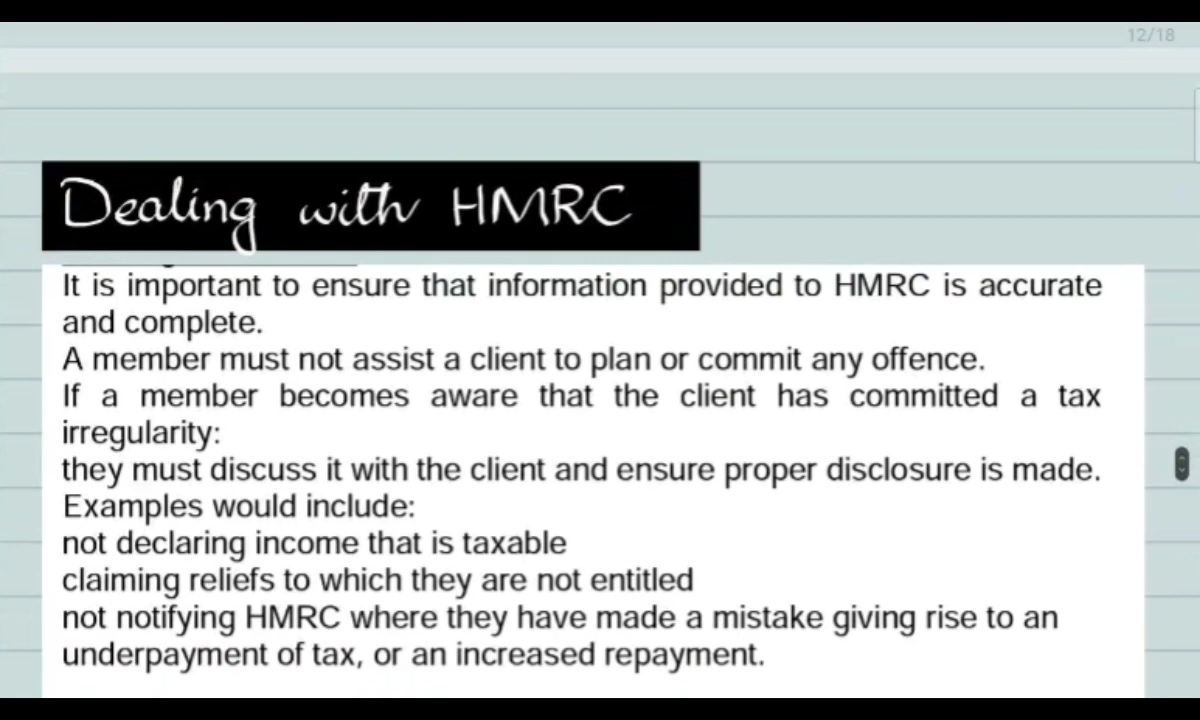 12/18
Dealing with HMRC
It is important to ensure that information provided to HMRC is accurate
and complete.
A member must not assist a client to plan or commit any offence.
If a member becomes aware that the client has committed a tax
irregularity:
they must discuss it with the client and ensure proper disclosure is made.
Examples would include:
not declaring income that is taxable
claiming reliefs to which they are not entitled
not notifying HMRC where they have made a mistake giving rise to an
underpayment of tax, or an increased repayment.